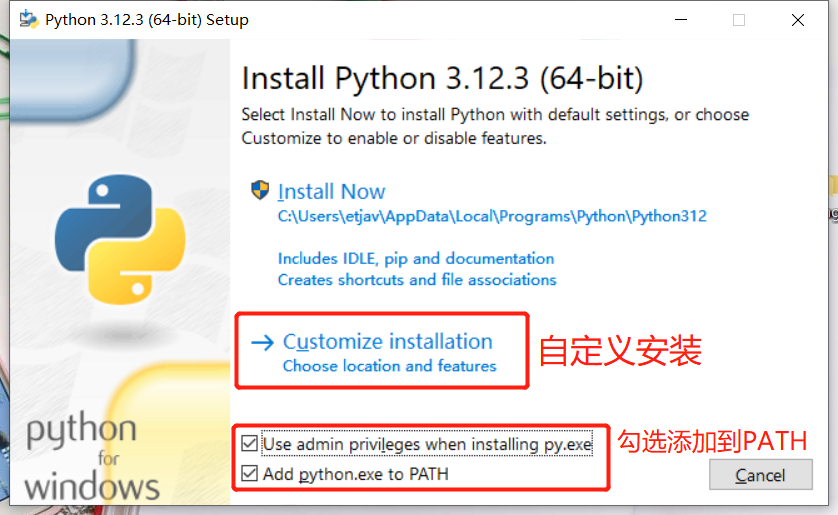 Python 3.12.3 (64-bit) Setup
Install Python 3.12.3 (64-bit)
Select Install Now to install Python with default settings, or choose
Customize to enable or disable features.
Install Now
C:\Users\etjav\AppData\Local\Programs\Python\Python312
Includes IDLE, pip and documentation
Creates shortcuts and file associations
Customize installation
Choose location and features
自定义安装
Use admin privileges when installing py.exe
Add python.exe to PATH
勾选添加到PATH
python
for
windows
Cancel